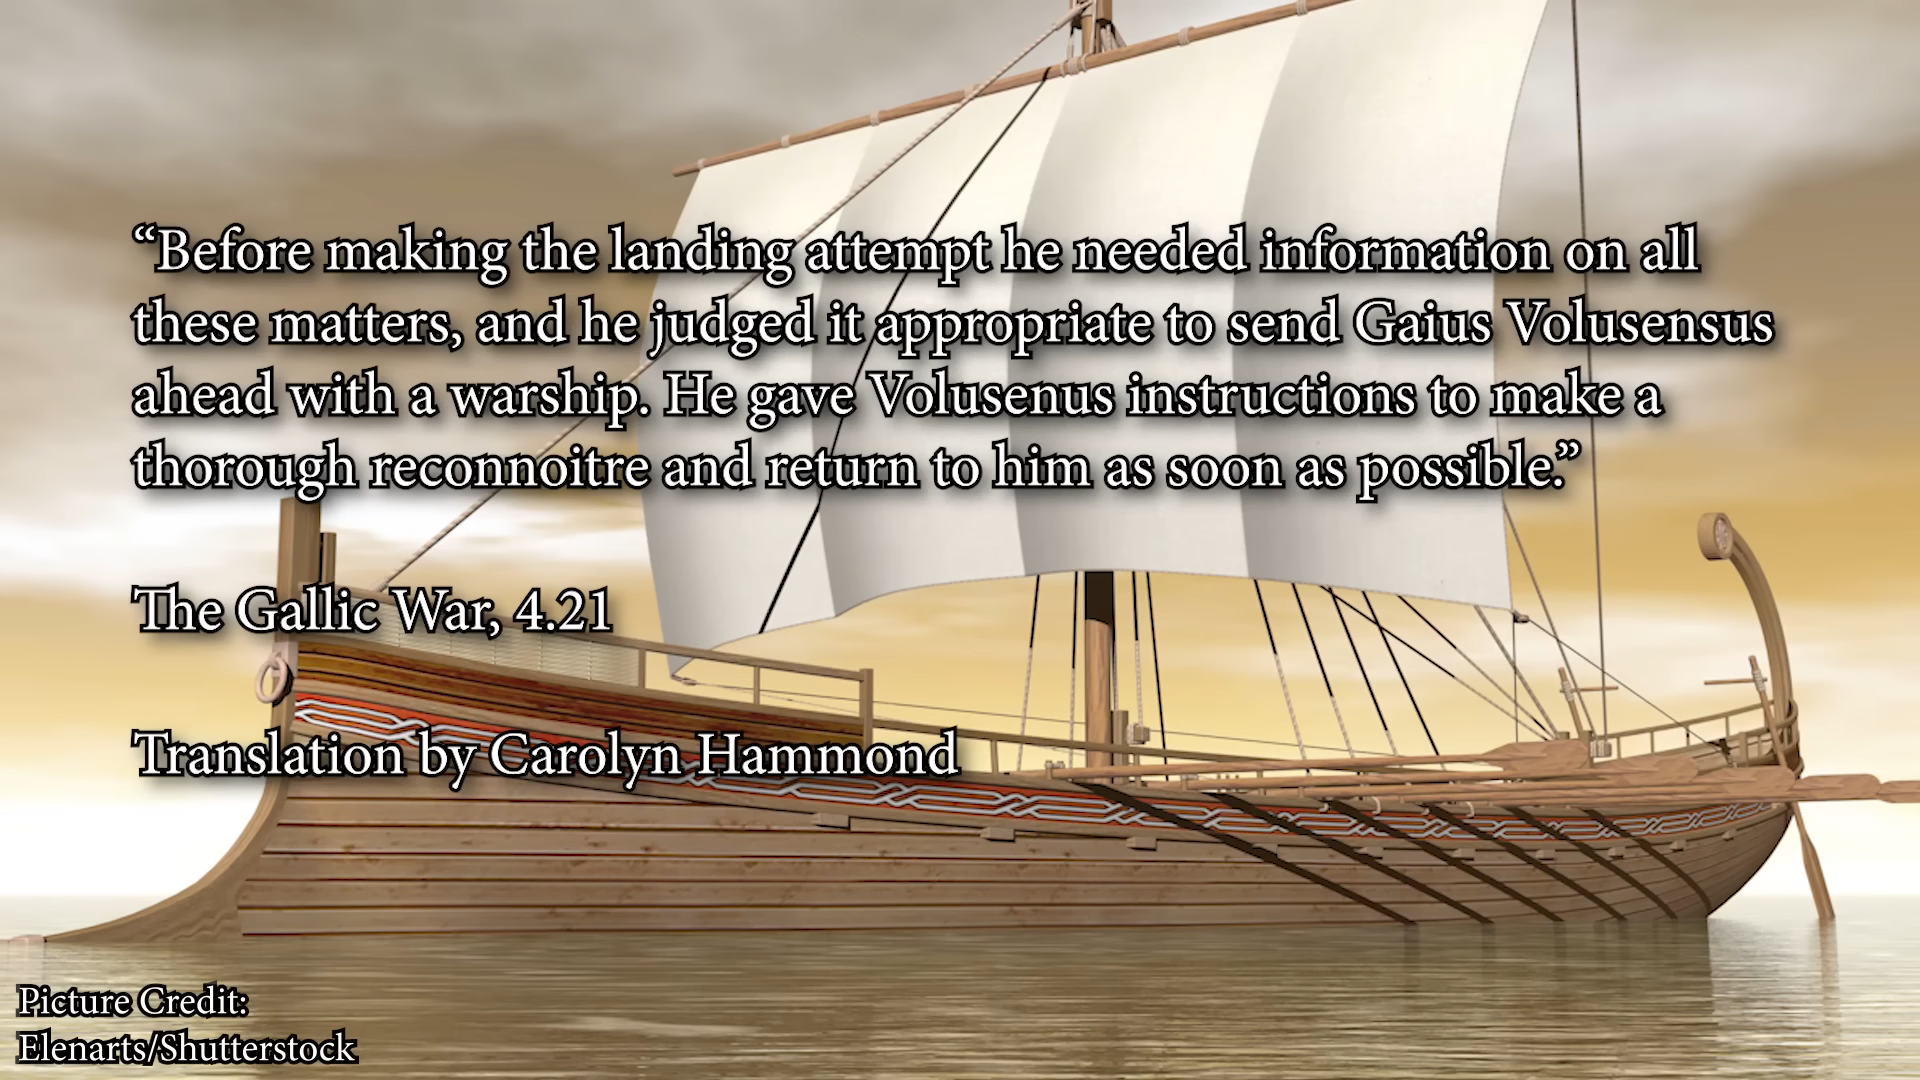 “Before making the landing attempt he needed information on all
these matters, and he judged it appropriate to send Gaius Volusensus
ahead with a warship. He gave Volusenus instructions to make a
thorough reconnoitre and return to him as soon as possible.”
The Gallic War, 4.21
Translation by Carolyn Hammond
Picture Credit:
Elenarts/Shutterstock